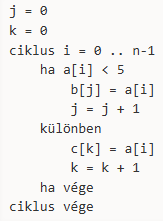 j = 0
k = 0
ciklus i = 0 .. n-1
    ha a[i] < 5
        b[j] = a[i]
        j = j + 1
    különben
        c[k] = a[i]
        k = k + 1
    ha vége
ciklus vége